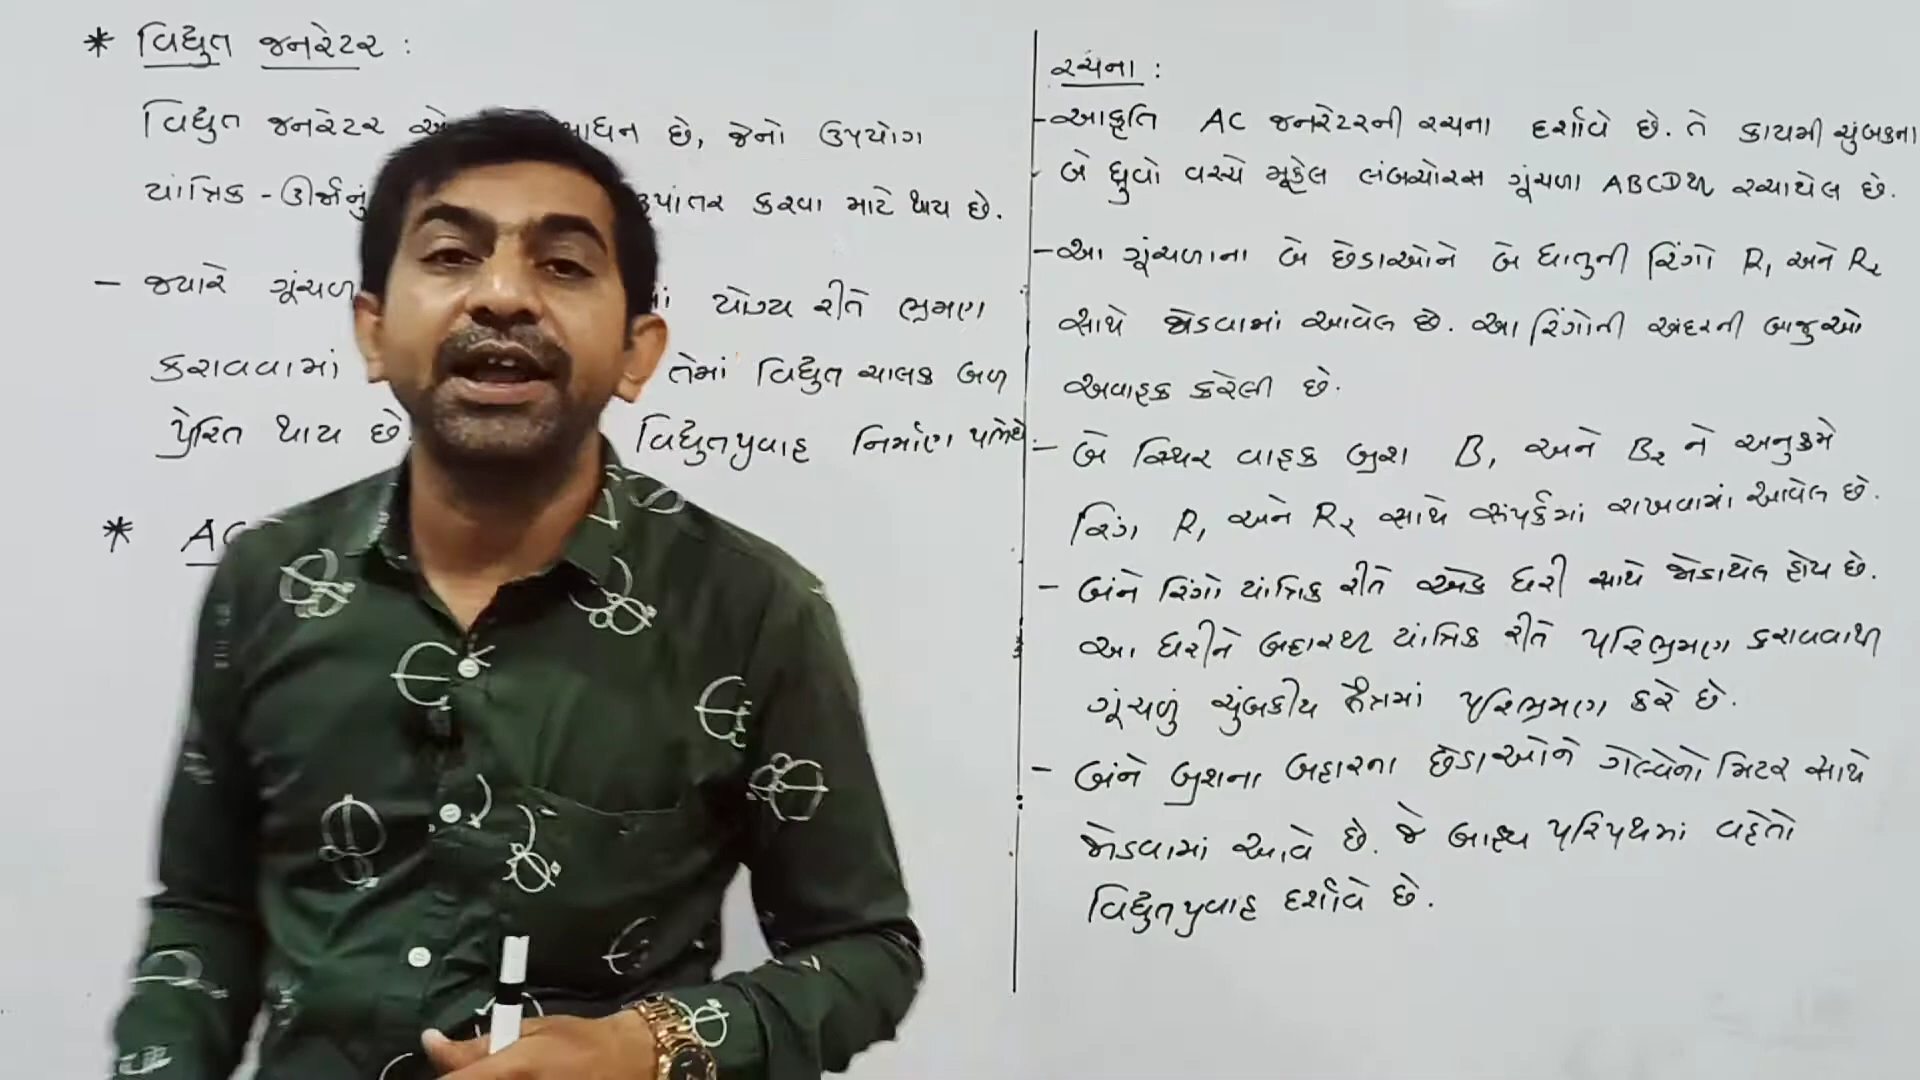 * વિદ્યુત જનરેટર :
વિદ્યુત જનરેટર એ સાધન છે, જેનો ઉપયોગ
યાંત્રિક - ઊર્જાનું રૂપાંતર કરવા માટે થાય છે.
- જ્યારે ગૂંચળ માં યોગ્ય રીતે ભ્રમણ
કરાવવામાં તેમાં વિદ્યુત ચાલક બળ
પ્રેરિત થાય છે. વિદ્યુતપ્રવાહ નિર્માણ
* AC
રચના :
- આકૃતિ AC જનરેટરની રચના દર્શાવે છે. તે કાયમી ચુંબકના
બે ધ્રુવો વચ્ચે મૂકેલ લંબચોરસ ગૂંચળા ABCDથી રચાયેલ છે.
- આ ગૂંચળાના બે છેડાઓને બે ધાતુની રિંગો R₁ અને R₂
સાથે જોડવામાં આવેલ છે. આ રિંગોની અંદરની બાજુઓ
અવાહક કરેલી છે.
- બે સ્થિર વાહક બ્રશ B₁ અને B₂ ને અનુક્રમે
રિંગ R₁ અને R₂ સાથે સંપર્કમાં રાખવામાં આવેલ છે.
- બંને રિંગો યાંત્રિક રીતે એક ધરી સાથે જોડાયેલ હોય છે.
આ ધરીને બહારથી યાંત્રિક રીતે પરિભ્રમણ કરાવવાથી
ગૂંચળું ચુંબકીય ક્ષેત્રમાં પરિભ્રમણ કરે છે.
- બંને બ્રશના બહારના છેડાઓને ગેલ્વેનો મિટર સાથે
જોડવામાં આવે છે. જે બાહ્ય પરિપથમાં વહેતો
વિદ્યુતપ્રવાહ દર્શાવે છે.